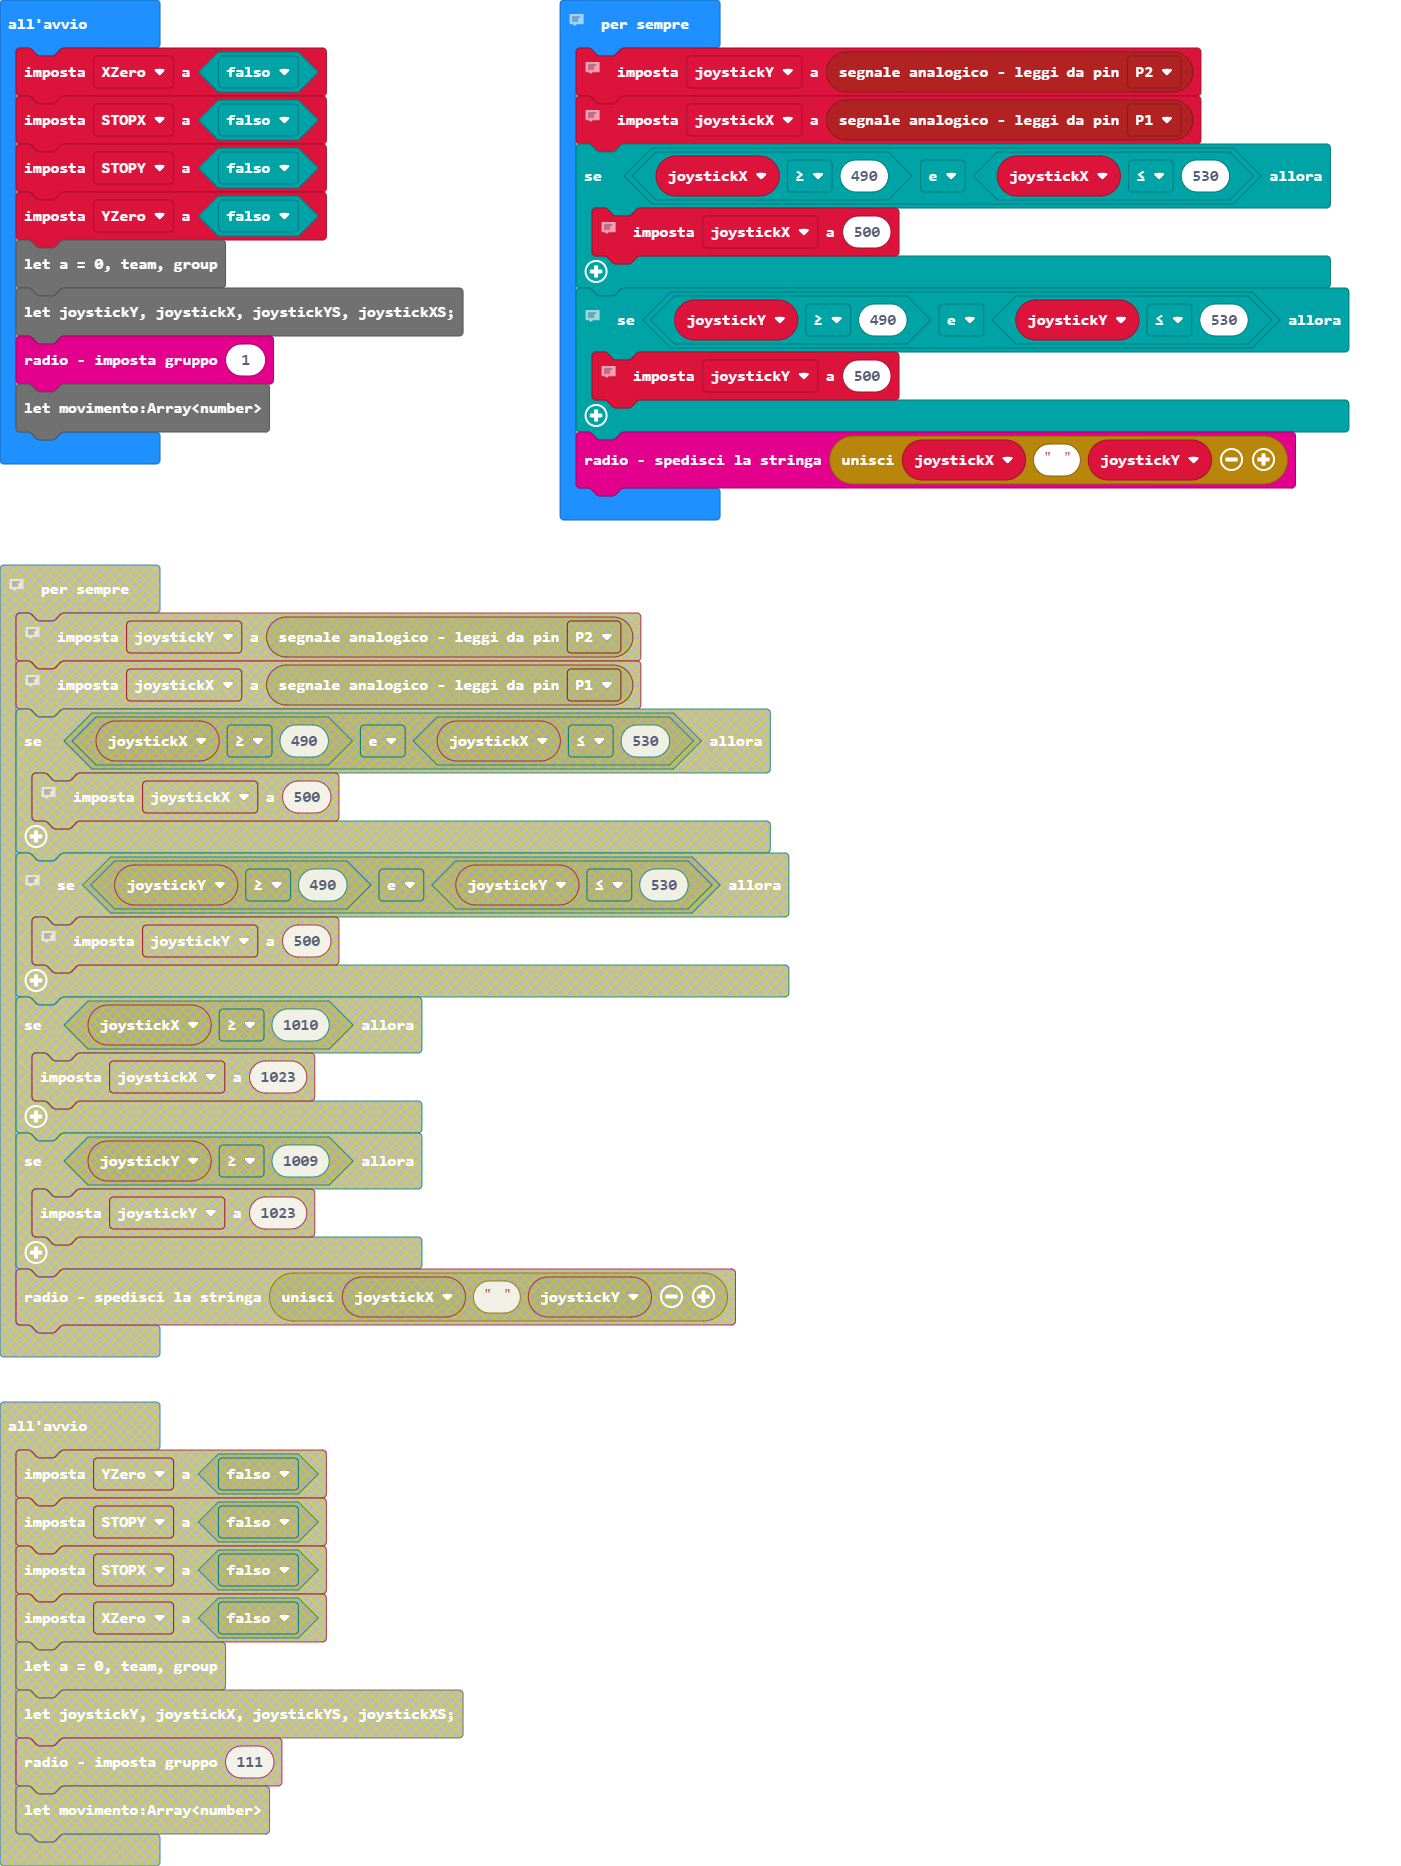 all'avvio
imposta XZero a falso
imposta STOPX a falso
imposta STOPY a falso
imposta YZero a falso
let a = 0, team, group
let joystickY, joystickX, joystickYS, joystickXS;
radio - imposta gruppo 1
let movimento:Array<number>
per sempre
imposta joystickY a segnale analogico - leggi da pin P2
imposta joystickX a segnale analogico - leggi da pin P1
se joystickX ≥ 490 e joystickX ≤ 530 allora
imposta joystickX a 500
se joystickY ≥ 490 e joystickY ≤ 530 allora
imposta joystickY a 500
radio - spedisci la stringa unisci joystickX " " joystickY
per sempre
imposta joystickY a segnale analogico - leggi da pin P2
imposta joystickX a segnale analogico - leggi da pin P1
se joystickX ≥ 490 e joystickX ≤ 530 allora
imposta joystickX a 500
se joystickY ≥ 490 e joystickY ≤ 530 allora
imposta joystickY a 500
se joystickX ≥ 1010 allora
imposta joystickX a 1023
se joystickY ≥ 1009 allora
imposta joystickY a 1023
radio - spedisci la stringa unisci joystickX " " joystickY
all'avvio
imposta YZero a falso
imposta STOPY a falso
imposta STOPX a falso
imposta XZero a falso
let a = 0, team, group
let joystickY, joystickX, joystickYS, joystickXS;
radio - imposta gruppo 111
let movimento:Array<number>